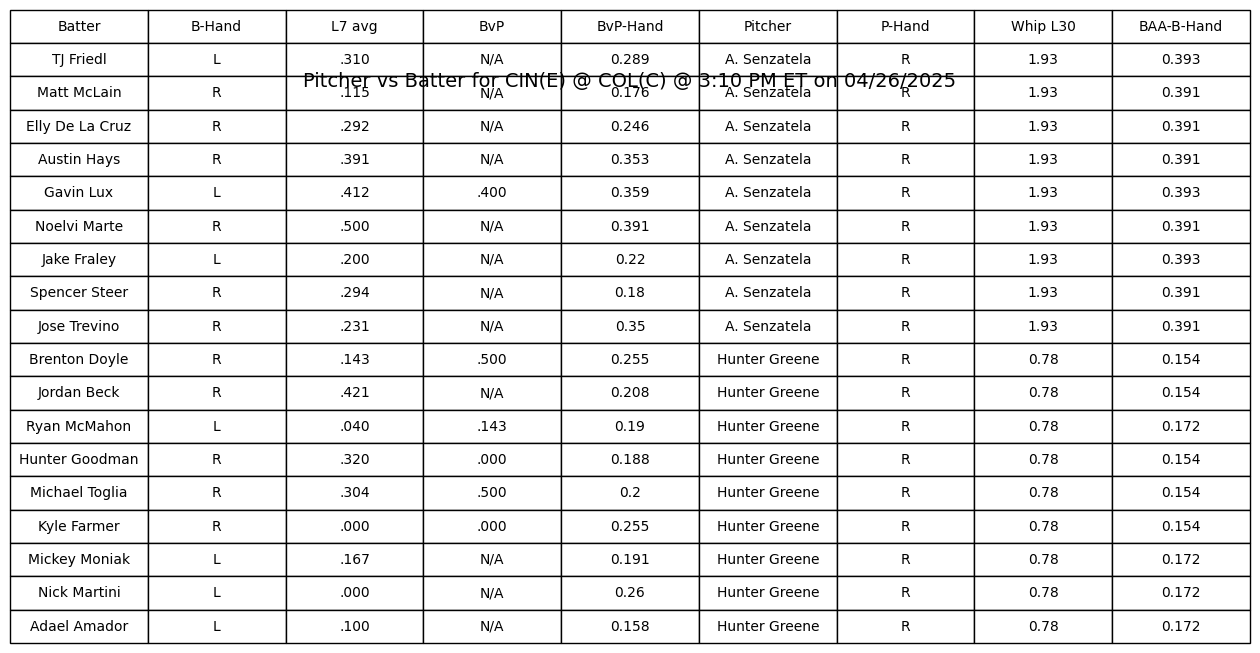 Batter B-Hand L7 avg BvP BvP-Hand Pitcher P-Hand Whip L30 BAA-B-Hand
TJ Friedl L .310 N/A 0.289 A. Senzatela R 1.93 0.393
Pitcher vs Batter for CIN(E) @ COL(C) @ 3:10 PM ET on 04/26/2025
Matt McLain R .115 N/A 0.176 A. Senzatela R 1.93 0.391
Elly De La Cruz R .292 N/A 0.246 A. Senzatela R 1.93 0.391
Austin Hays R .391 N/A 0.353 A. Senzatela R 1.93 0.391
Gavin Lux L .412 .400 0.359 A. Senzatela R 1.93 0.393
Noelvi Marte R .500 N/A 0.391 A. Senzatela R 1.93 0.391
Jake Fraley L .200 N/A 0.22 A. Senzatela R 1.93 0.393
Spencer Steer R .294 N/A 0.18 A. Senzatela R 1.93 0.391
Jose Trevino R .231 N/A 0.35 A. Senzatela R 1.93 0.391
Brenton Doyle R .143 .500 0.255 Hunter Greene R 0.78 0.154
Jordan Beck R .421 N/A 0.208 Hunter Greene R 0.78 0.154
Ryan McMahon L .040 .143 0.19 Hunter Greene R 0.78 0.172
Hunter Goodman R .320 .000 0.188 Hunter Greene R 0.78 0.154
Michael Toglia R .304 .500 0.2 Hunter Greene R 0.78 0.154
Kyle Farmer R .000 .000 0.255 Hunter Greene R 0.78 0.154
Mickey Moniak L .167 N/A 0.191 Hunter Greene R 0.78 0.172
Nick Martini L .000 N/A 0.26 Hunter Greene R 0.78 0.172
Adael Amador L .100 N/A 0.158 Hunter Greene R 0.78 0.172